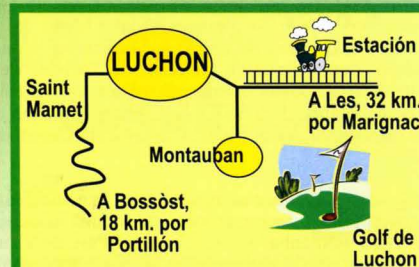 LUCHON
Estación
Saint
Mamet
A Les, 32 km.
por Marignac
Montauban
A Bossòst,
18 km. por
Portillón
Golf de
Luchon